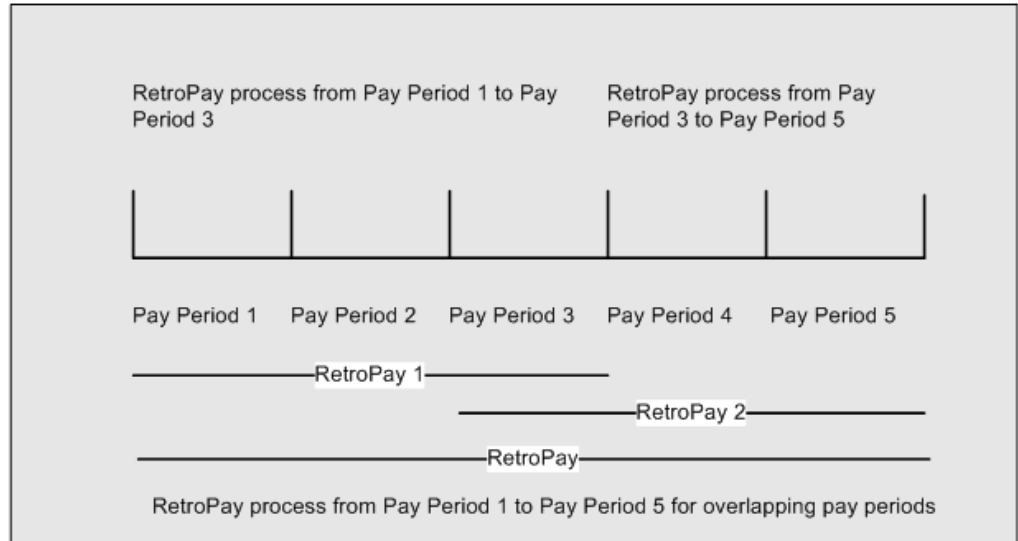 RetroPay process from Pay Period 1 to Pay
Period 3
RetroPay process from Pay
Period 3 to Pay Period 5
Pay Period 1
Pay Period 2
Pay Period 3
Pay Period 4
Pay Period 5
RetroPay 1
RetroPay 2
RetroPay
RetroPay process from Pay Period 1 to Pay Period 5 for overlapping pay periods